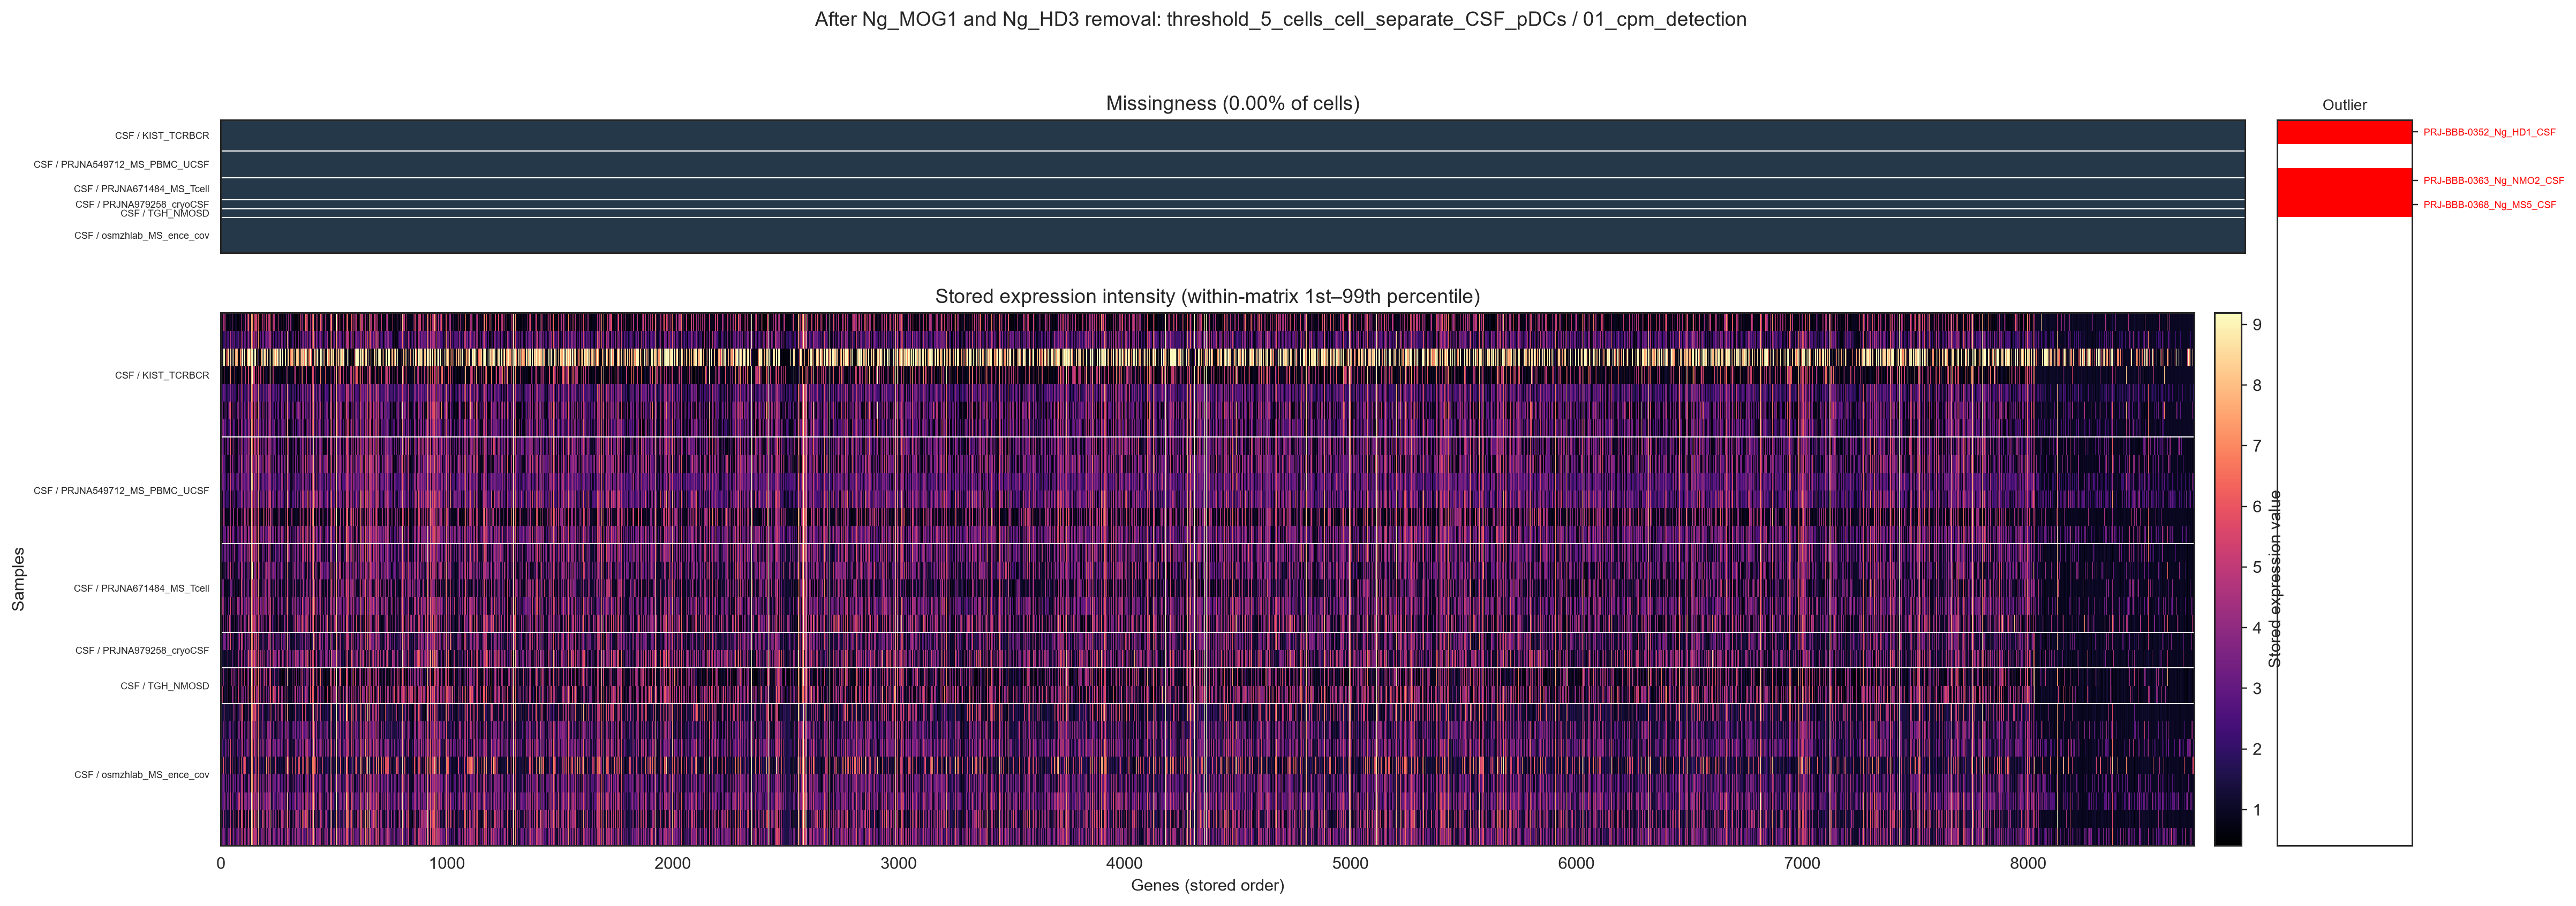 After Ng_MOG1 and Ng_HD3 removal: threshold_5_cells_cell_separate_CSF_pDCs / 01_cpm_detection
Missingness (0.00% of cells)
Outlier
CSF / KIST_TCRBCR
CSF / PRJNA549712_MS_PBMC_UCSF
CSF / PRJNA671484_MS_Tcell
CSF / PRJNA979258_cryoCSF
CSF / TGH_NMOSD
CSF / osmzhlab_MS_ence_cov
PRJ-BBB-0352_Ng_HD1_CSF
PRJ-BBB-0363_Ng_NMO2_CSF
PRJ-BBB-0368_Ng_MS5_CSF
Stored expression intensity (within-matrix 1st–99th percentile)
Samples
CSF / KIST_TCRBCR
CSF / PRJNA549712_MS_PBMC_UCSF
CSF / PRJNA671484_MS_Tcell
CSF / PRJNA979258_cryoCSF
CSF / TGH_NMOSD
CSF / osmzhlab_MS_ence_cov
9
8
7
6
5
4
3
2
1
Stored expression value
0 1000 2000 3000 4000 5000 6000 7000 8000
Genes (stored order)